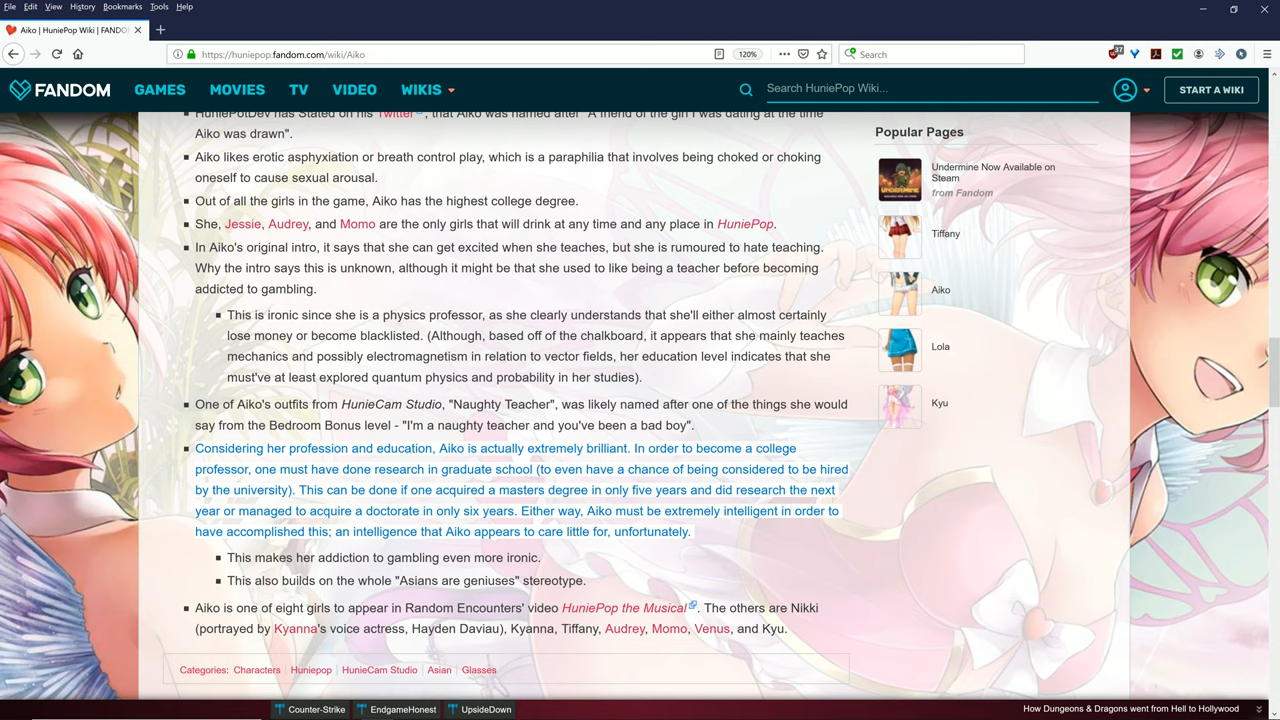 File Edit View History Bookmarks Tools Help
Aiko | HuniePop Wiki | FANDO
https://huniepop.fandom.com/wiki/Aiko
120%
Search
37
FANDOM
GAMES
MOVIES
TV
VIDEO
WIKIS
Search HuniePop Wiki...
START A WIKI
HuniePotDev has Stated on his Twitter, that Aiko was named after "A friend of the girl I was dating at the time
Aiko was drawn".
Aiko likes erotic asphyxiation or breath control play, which is a paraphilia that involves being choked or choking
oneself to cause sexual arousal.
Out of all the girls in the game, Aiko has the highest college degree.
She, Jessie, Audrey, and Momo are the only girls that will drink at any time and any place in HuniePop.
In Aiko's original intro, it says that she can get excited when she teaches, but she is rumoured to hate teaching.
Why the intro says this is unknown, although it might be that she used to like being a teacher before becoming
addicted to gambling.
This is ironic since she is a physics professor, as she clearly understands that she'll either almost certainly
lose money or become blacklisted. (Although, based off of the chalkboard, it appears that she mainly teaches
mechanics and possibly electromagnetism in relation to vector fields, her education level indicates that she
must've at least explored quantum physics and probability in her studies).
One of Aiko's outfits from HunieCam Studio, "Naughty Teacher", was likely named after one of the things she would
say from the Bedroom Bonus level - "I'm a naughty teacher and you've been a bad boy".
Considering her profession and education, Aiko is actually extremely brilliant. In order to become a college
professor, one must have done research in graduate school (to even have a chance of being considered to be hired
by the university). This can be done if one acquired a masters degree in only five years and did research the next
year or managed to acquire a doctorate in only six years. Either way, Aiko must be extremely intelligent in order to
have accomplished this; an intelligence that Aiko appears to care little for, unfortunately.
This makes her addiction to gambling even more ironic.
This also builds on the whole "Asians are geniuses" stereotype.
Aiko is one of eight girls to appear in Random Encounters' video HuniePop the Musical. The others are Nikki
(portrayed by Kyanna's voice actress, Hayden Daviau), Kyanna, Tiffany, Audrey, Momo, Venus, and Kyu.
Categories: Characters Huniepop HunieCam Studio Asian Glasses
Popular Pages
UNDERMINE
Undermine Now Available on
Steam
from Fandom
Tiffany
Aiko
Lola
Kyu
Counter-Strike
EndgameHonest
UpsideDown
How Dungeons & Dragons went from Hell to Hollywood